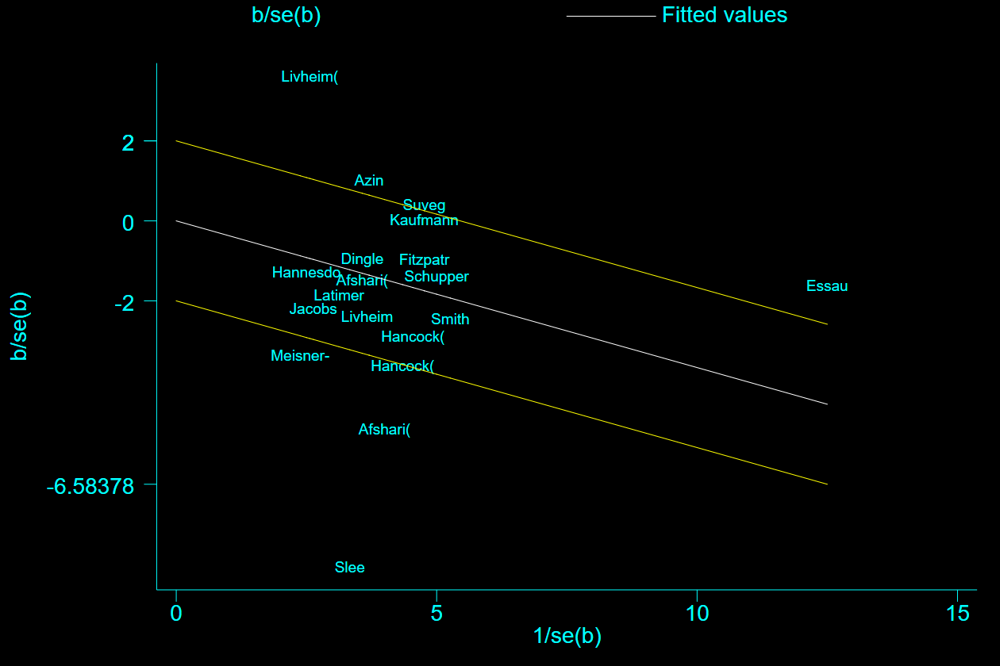 b/se(b) Fitted values
Livheim(
2
Azin
Suveg
0
Kaufmann
Dingle Fitzpatr
Hannesdo
Schupper
Afshari(
Essau
Latimer
-2
Jacobs
Livheim
Smith
b/se(b)
Hancock(
Meisner-
Hancock(
Afshari(
-6.58378
Slee
0 5 10 15
1/se(b)